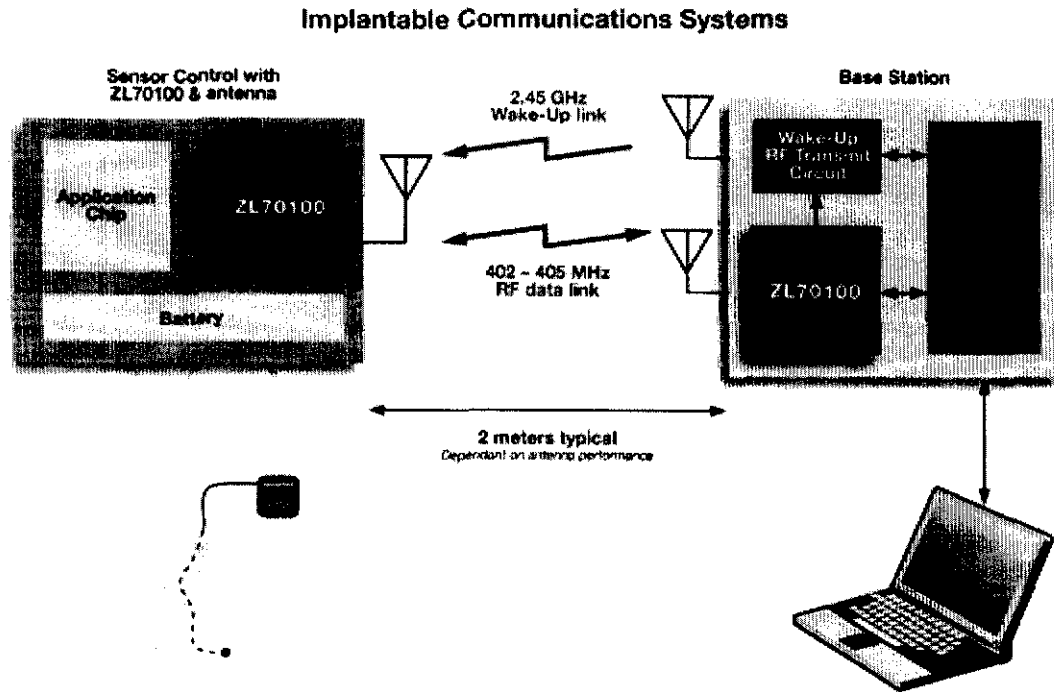 Implantable Communications Systems
Sensor Control with
ZL70100 & antenna
Base Station
2.45 GHz
Wake-Up link
Wake-Up
RF Transmit
Circuit
Application
Chip
ZL70100
402 - 405 MHz
RF data link
ZL70100
Battery
2 meters typical
Dependant on antenna performance